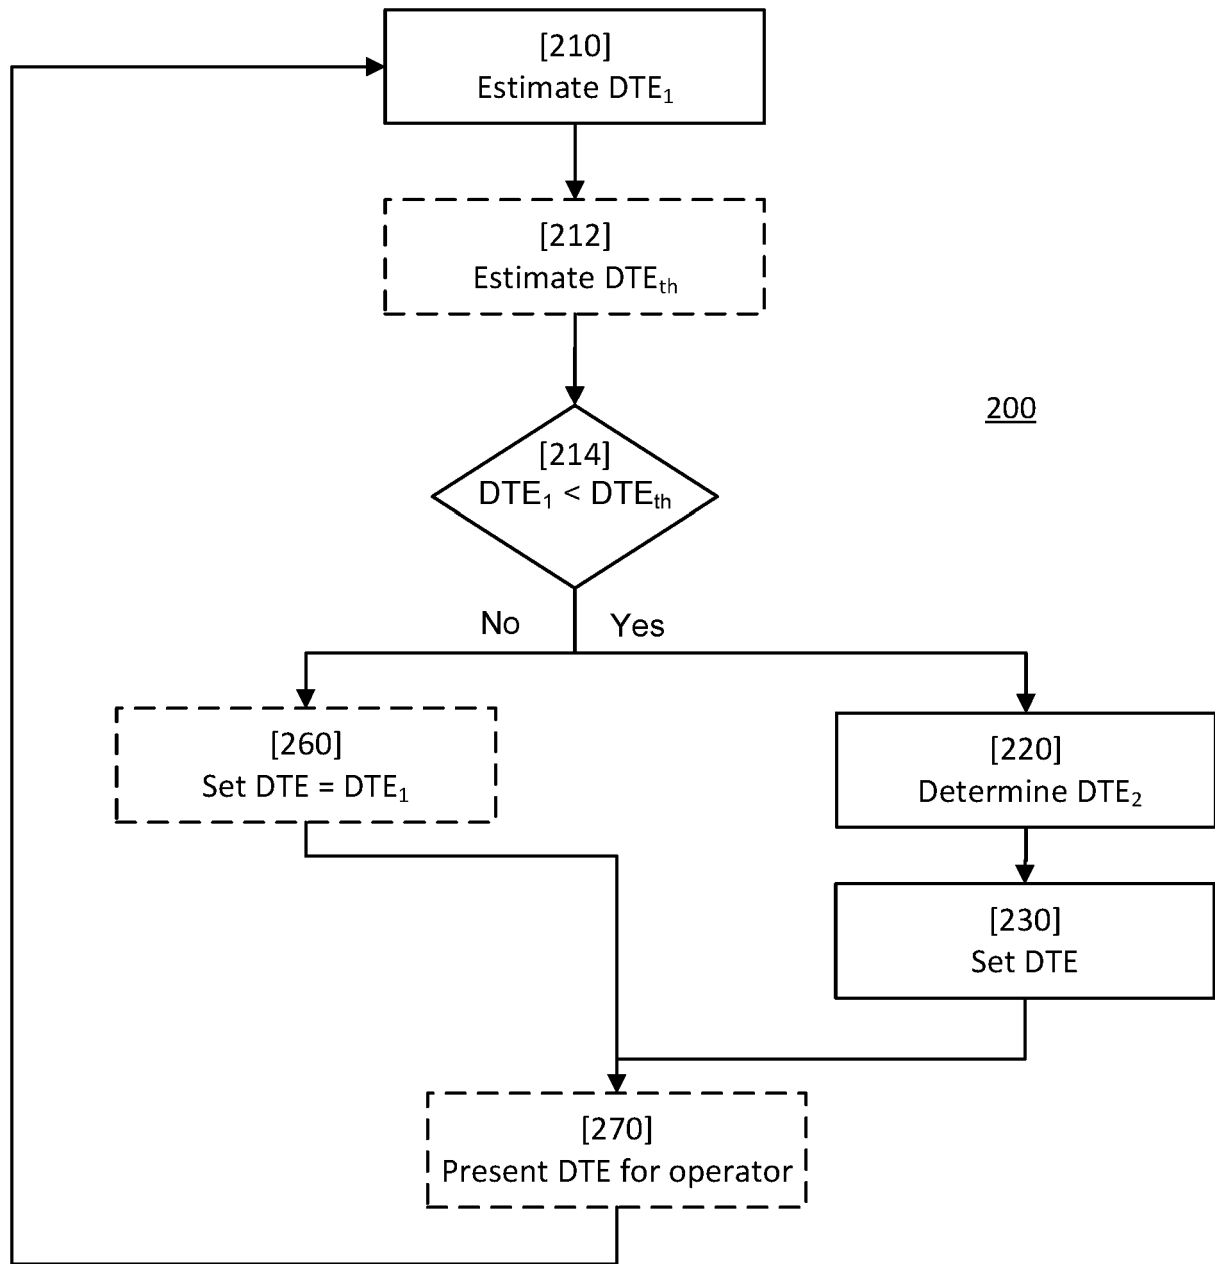 [210]
Estimate DTE₁
[212]
Estimate DTEₜₕ
200
[214]
DTE₁ < DTEₜₕ
No
Yes
[260]
Set DTE = DTE₁
[220]
Determine DTE₂
[230]
Set DTE
[270]
Present DTE for operator